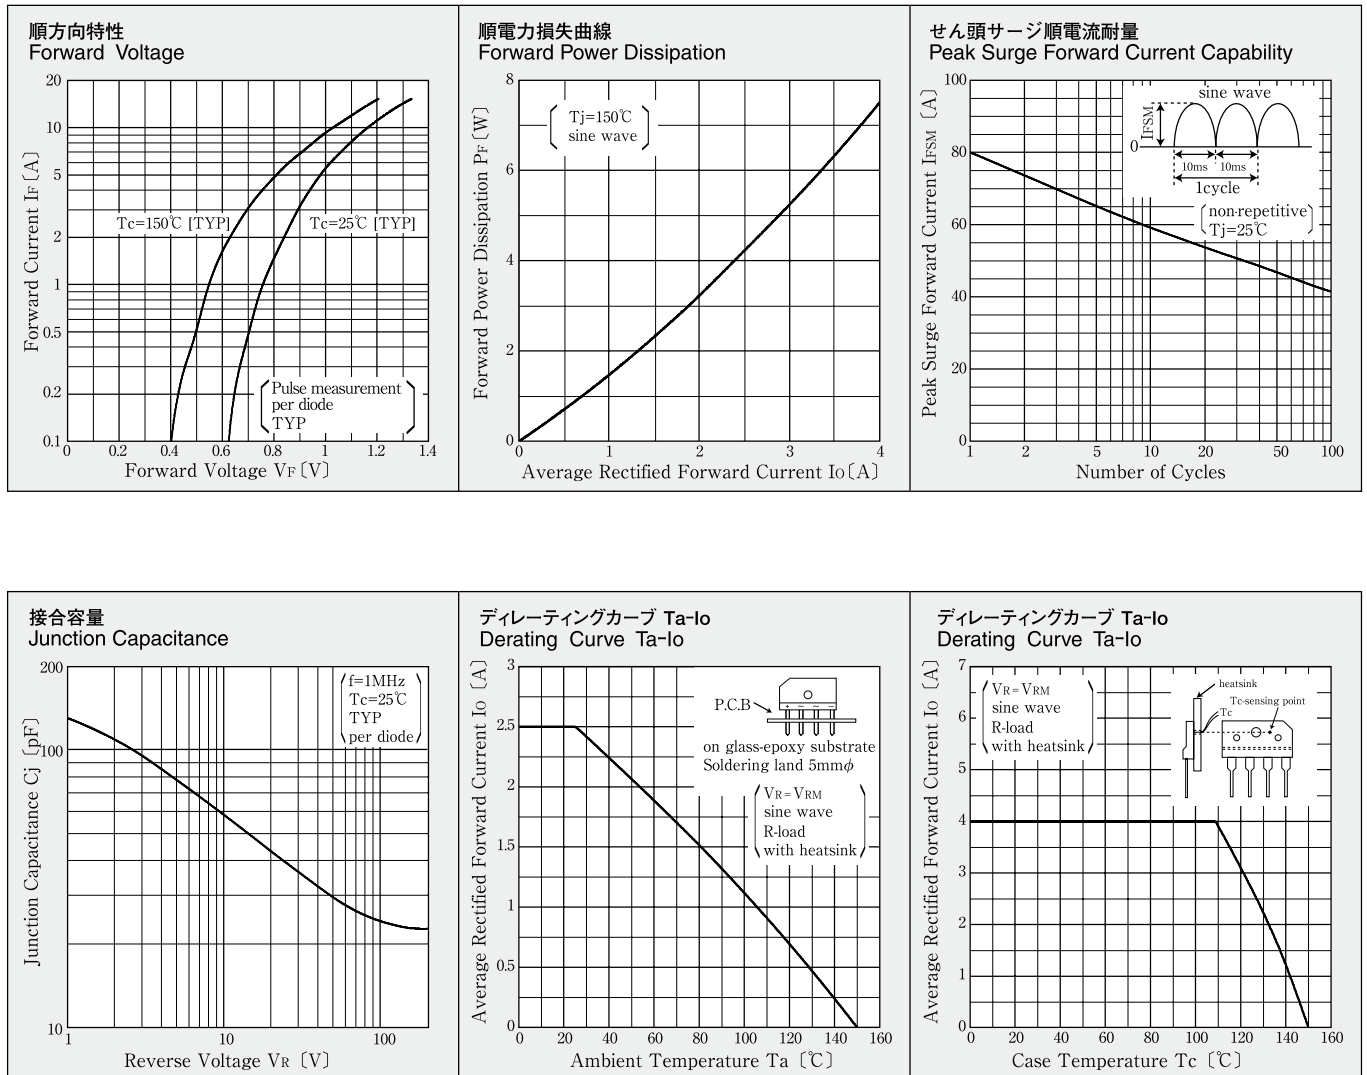 順方向特性
Forward Voltage
20
10
5
2
1
0.5
0.2
0.1
Forward Current IF〔A〕
Tc=150℃ [TYP]
Tc=25℃ [TYP]
Pulse measurement
per diode
TYP
0 0.2 0.4 0.6 0.8 1 1.2 1.4
Forward Voltage VF〔V〕
順電力損失曲線
Forward Power Dissipation
8
6
4
2
0
Forward Power Dissipation PF〔W〕
Tj=150℃
sine wave
1 2 3 4
Average Rectified Forward Current Io〔A〕
せん頭サージ順電流耐量
Peak Surge Forward Current Capability
100
80
60
40
20
0
Peak Surge Forward Current IFSM〔A〕
sine wave
IFSM
0
10ms 10ms
1cycle
non-repetitive
Tj=25℃
1 2 5 10 20 50 100
Number of Cycles
接合容量
Junction Capacitance
200
100
10
Junction Capacitance Cj〔pF〕
f=1MHz
Tc=25℃
TYP
per diode
1 10 100
Reverse Voltage VR〔V〕
ディレーティングカーブ Ta-Io
Derating Curve Ta-Io
3
2.5
2
1.5
1
0.5
0
Average Rectified Forward Current Io〔A〕
P.C.B
+ ~ ~ −
on glass-epoxy substrate
Soldering land 5mmφ
VR=VRM
sine wave
R-load
with heatsink
0 20 40 60 80 100 120 140 160
Ambient Temperature Ta〔℃〕
ディレーティングカーブ Ta-Io
Derating Curve Ta-Io
7
6
5
4
3
2
1
0
Average Rectified Forward Current Io〔A〕
VR=VRM
sine wave
R-load
with heatsink
heatsink
Tc-sensing point
Tc
0 20 40 60 80 100 120 140 160
Case Temperature Tc〔℃〕